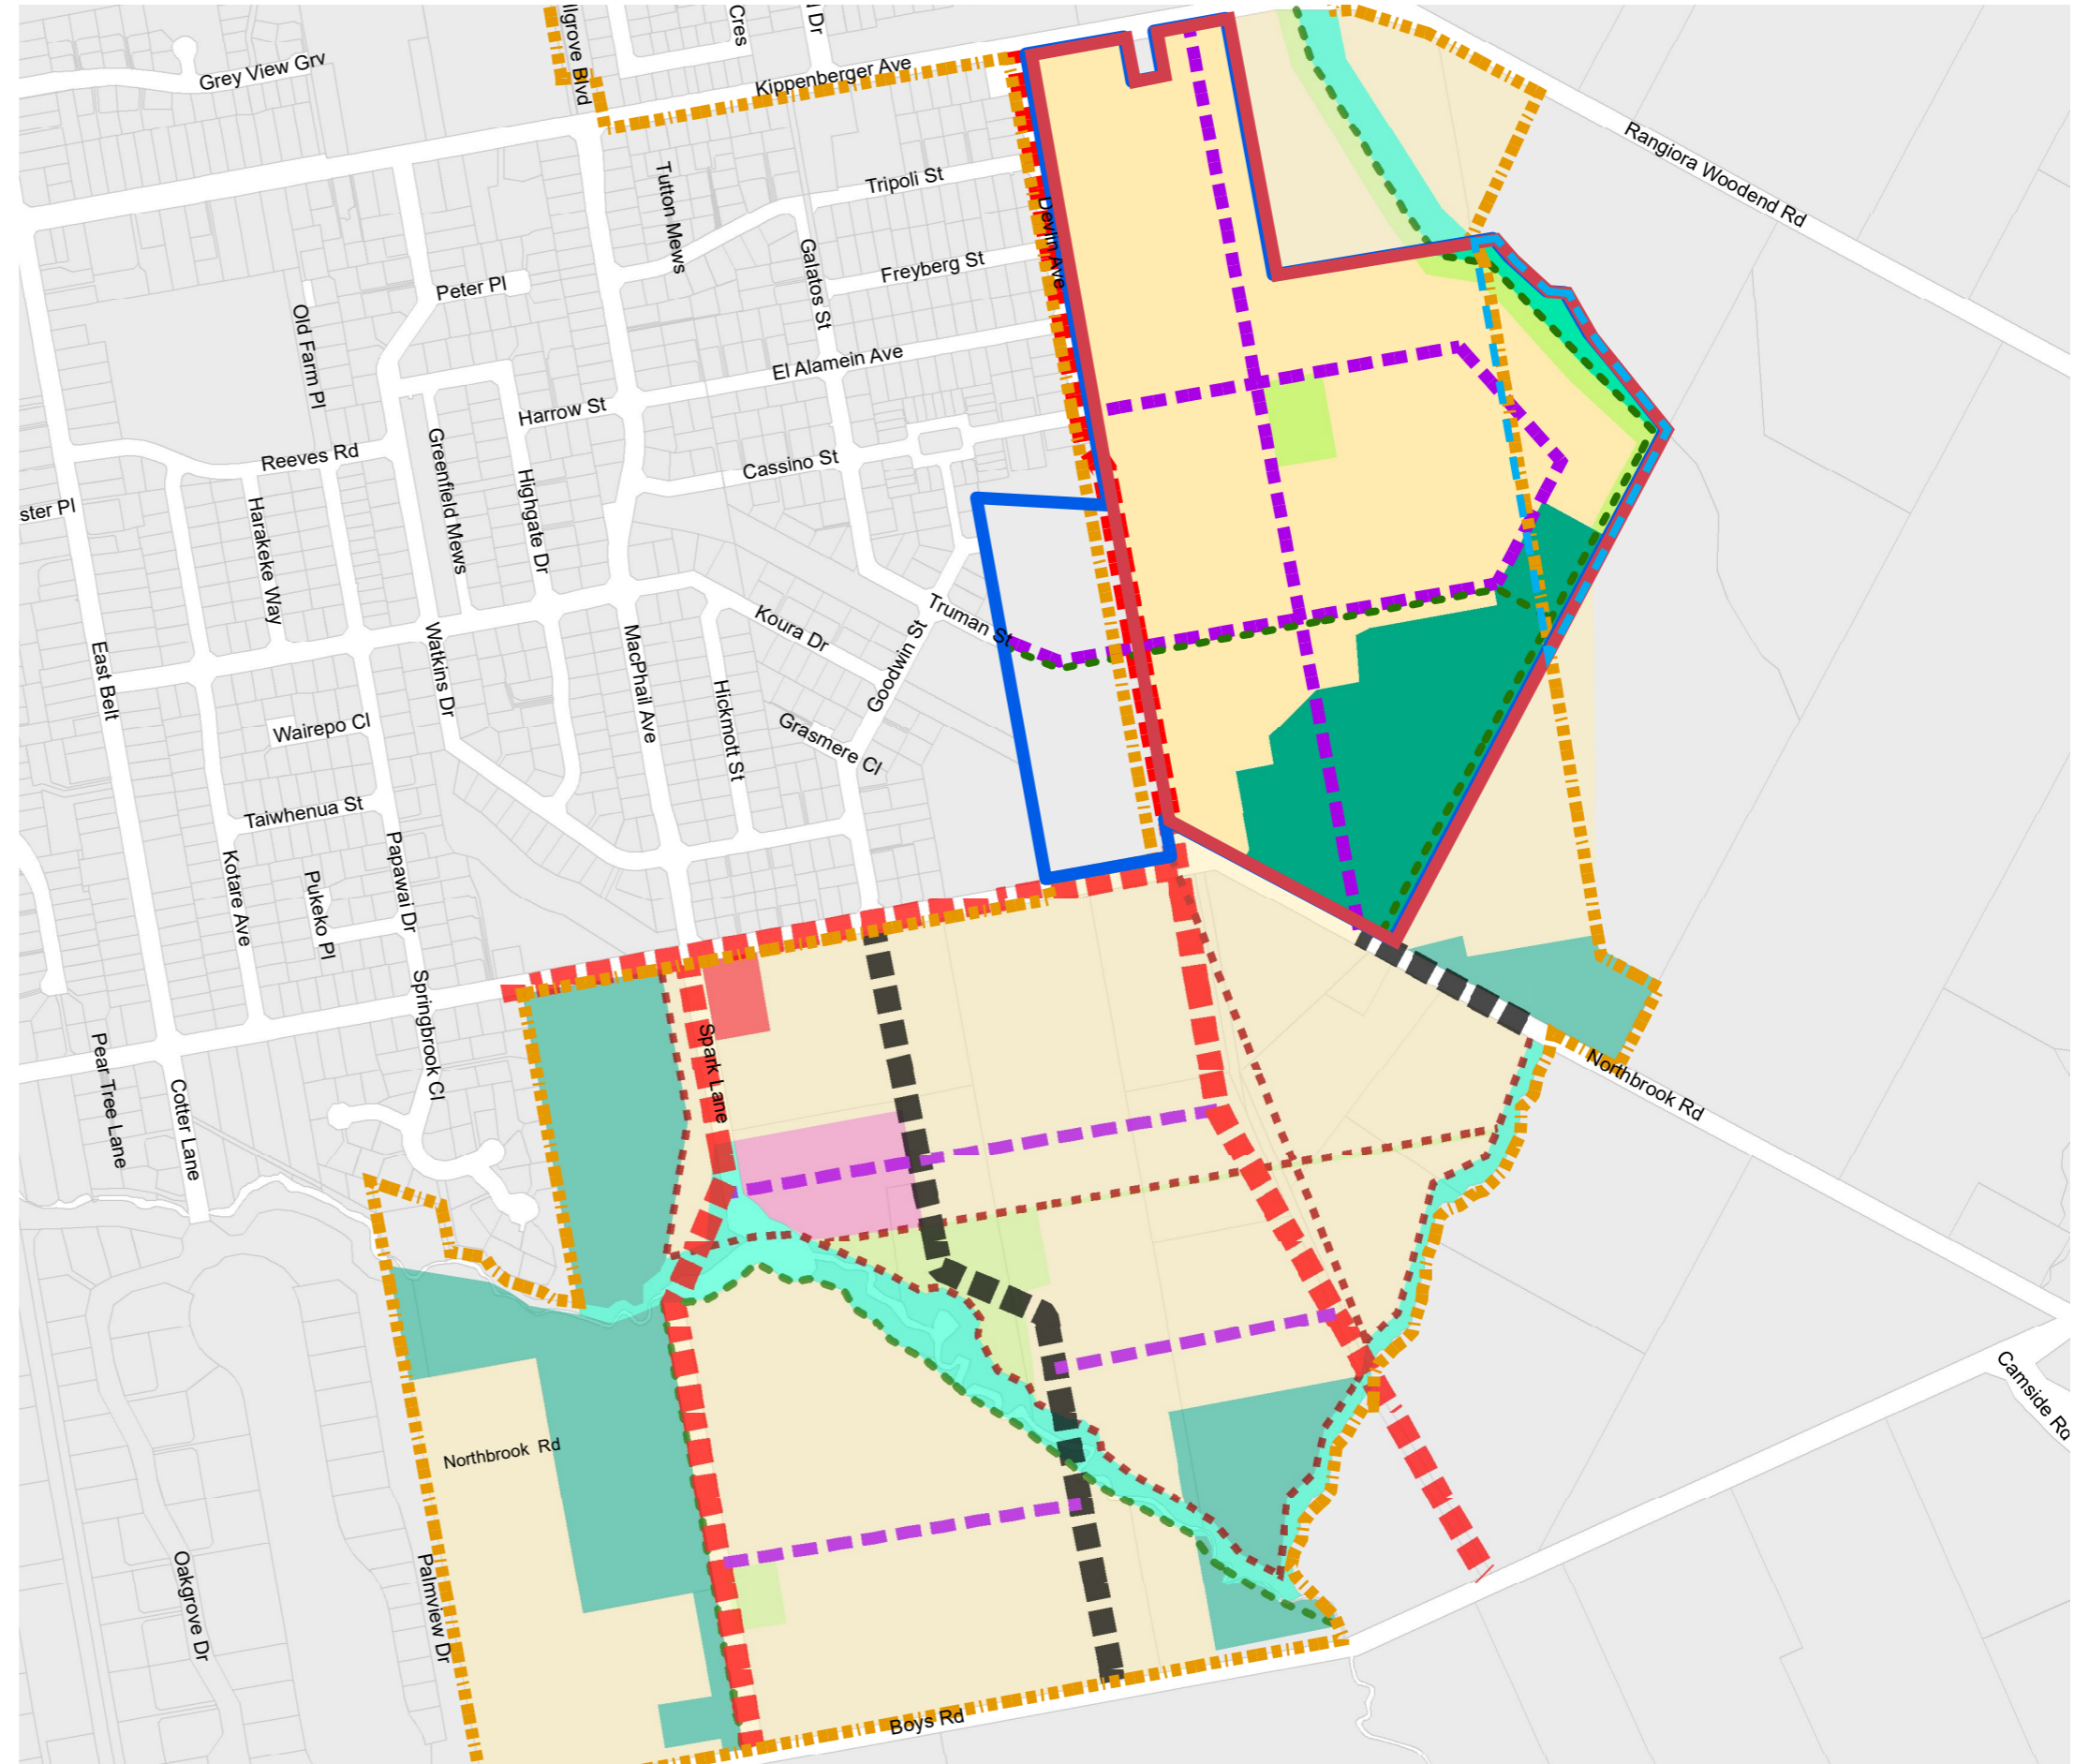 Cres
Dr
llgrove Blvd
Grey View Grv
Kippenberger Ave
Rangiora Woodend Rd
Tutton Mews
Tripoli St
Devlin Ave
Galatos St
Freyberg St
Peter Pl
Old Farm Pl
El Alamein Ave
Harrow St
Reeves Rd
Greenfield Mews
Highgate Dr
Cassino St
ster Pl
Harakeke Way
Truman St
Koura Dr
Goodwin St
East Belt
Watkins Dr
MacPhail Ave
Hickmott St
Grasmere Cl
Wairepo Cl
Taiwhenua St
Kotare Ave
Pukeko Pl
Papawai Dr
Springbrook Cl
Pear Tree Lane
Cotter Lane
Spark Lane
Northbrook Rd
Camside Rd
Northbrook Rd
Oakgrove Dr
Palmview Dr
Boys Rd